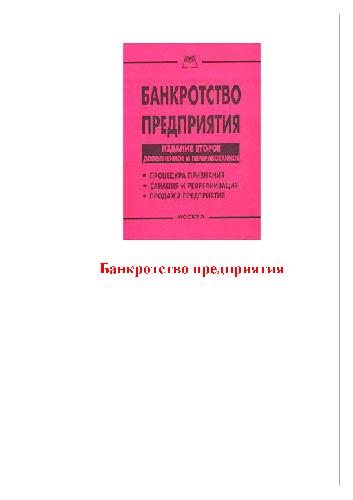 БАНКРОТСТВО
ПРЕДПРИЯТИЯ
ИЗДАНИЕ ВТОРОЕ
ДОПОЛНЕННОЕ И ПЕРЕРАБОТАННОЕ
• ПРОЦЕДУРА ПРИЗНАНИЯ
• САНАЦИЯ И РЕОРГАНИЗАЦИЯ
• ПРОДАЖА ПРЕДПРИЯТИЯ
МОСКВА
Банкротство предприятия